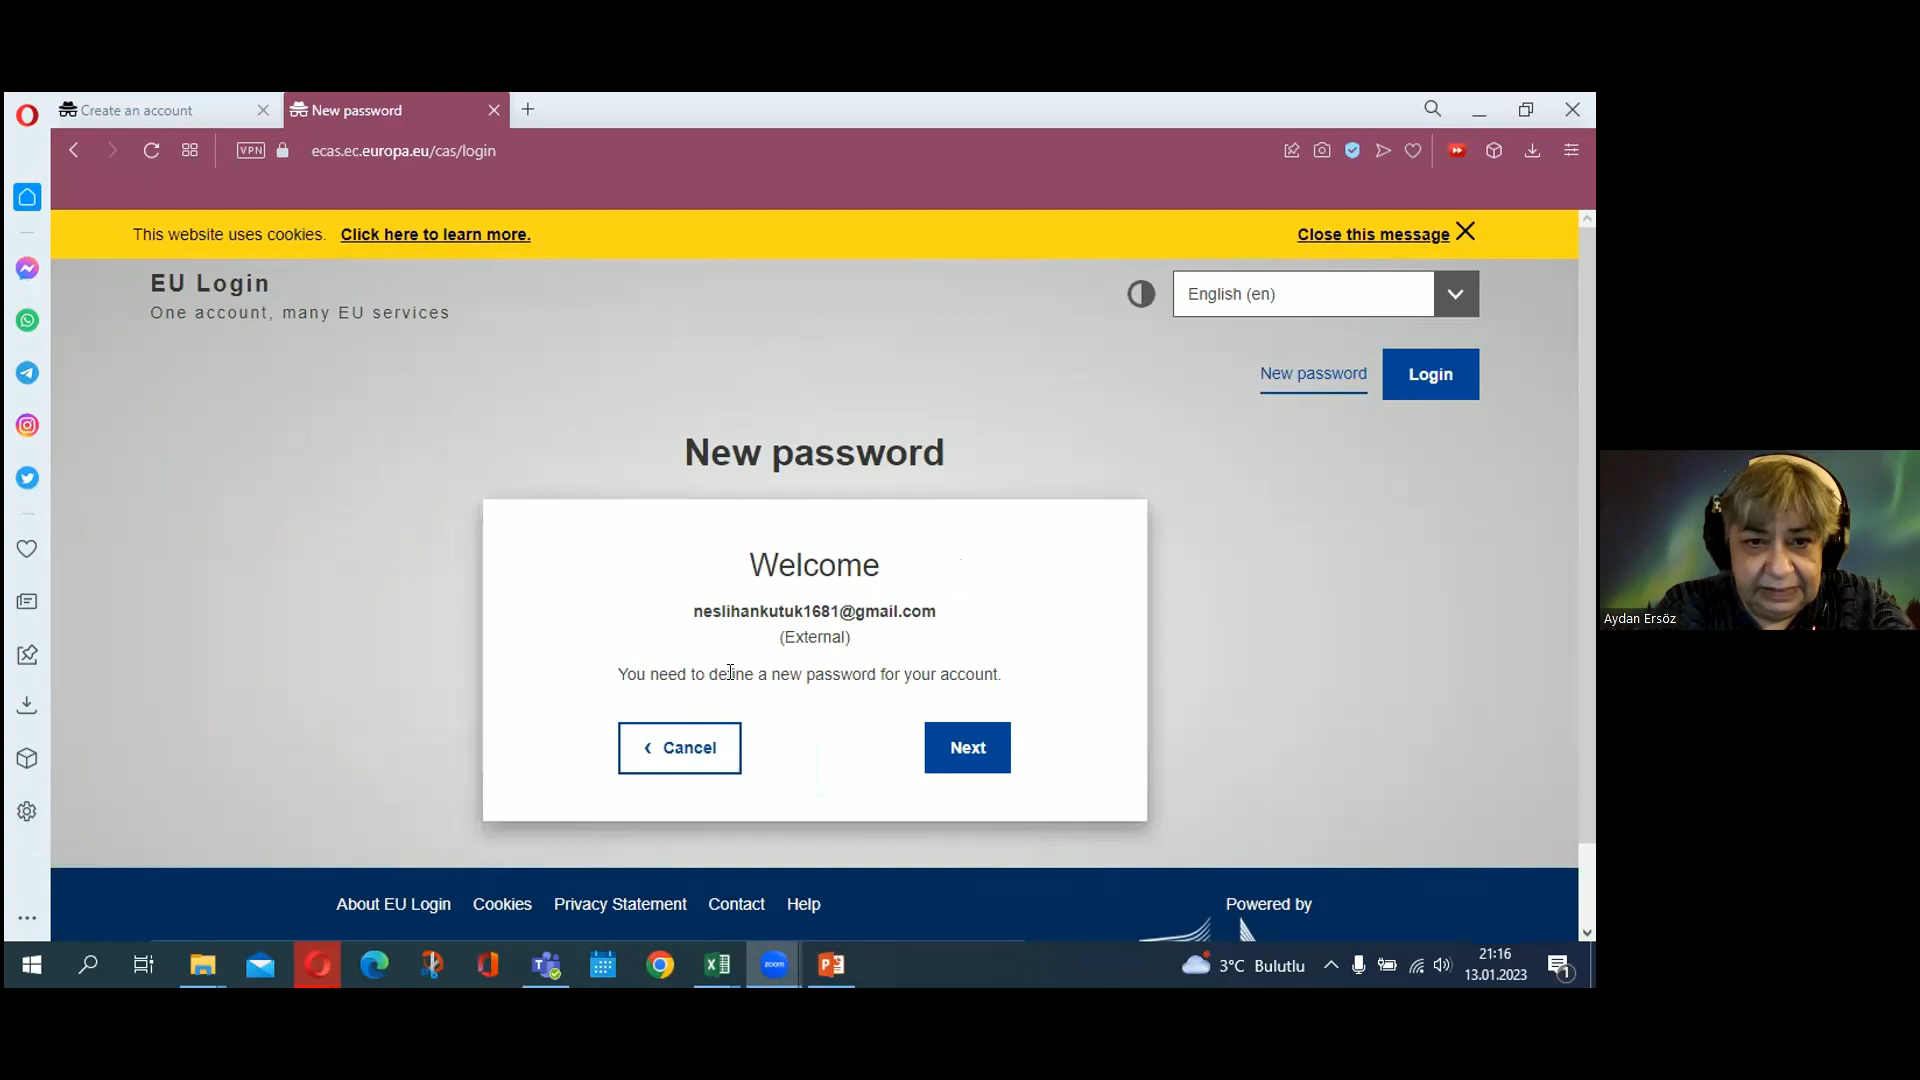 Create an account
New password
VPN
ecas.ec.europa.eu/cas/login
This website uses cookies. Click here to learn more.
Close this message
EU Login
One account, many EU services
English (en)
New password
Login
New password
Welcome
neslihankutuk1681@gmail.com
(External)
You need to define a new password for your account.
Cancel
Next
Aydan Ersöz
About EU Login
Cookies
Privacy Statement
Contact
Help
Powered by
zoom
3°C Bulutlu
21:16
13.01.2023
1